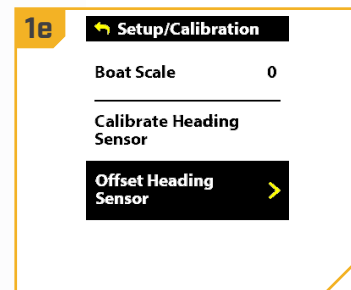 1e
Setup/Calibration
Boat Scale 0
Calibrate Heading
Sensor
Offset Heading
Sensor